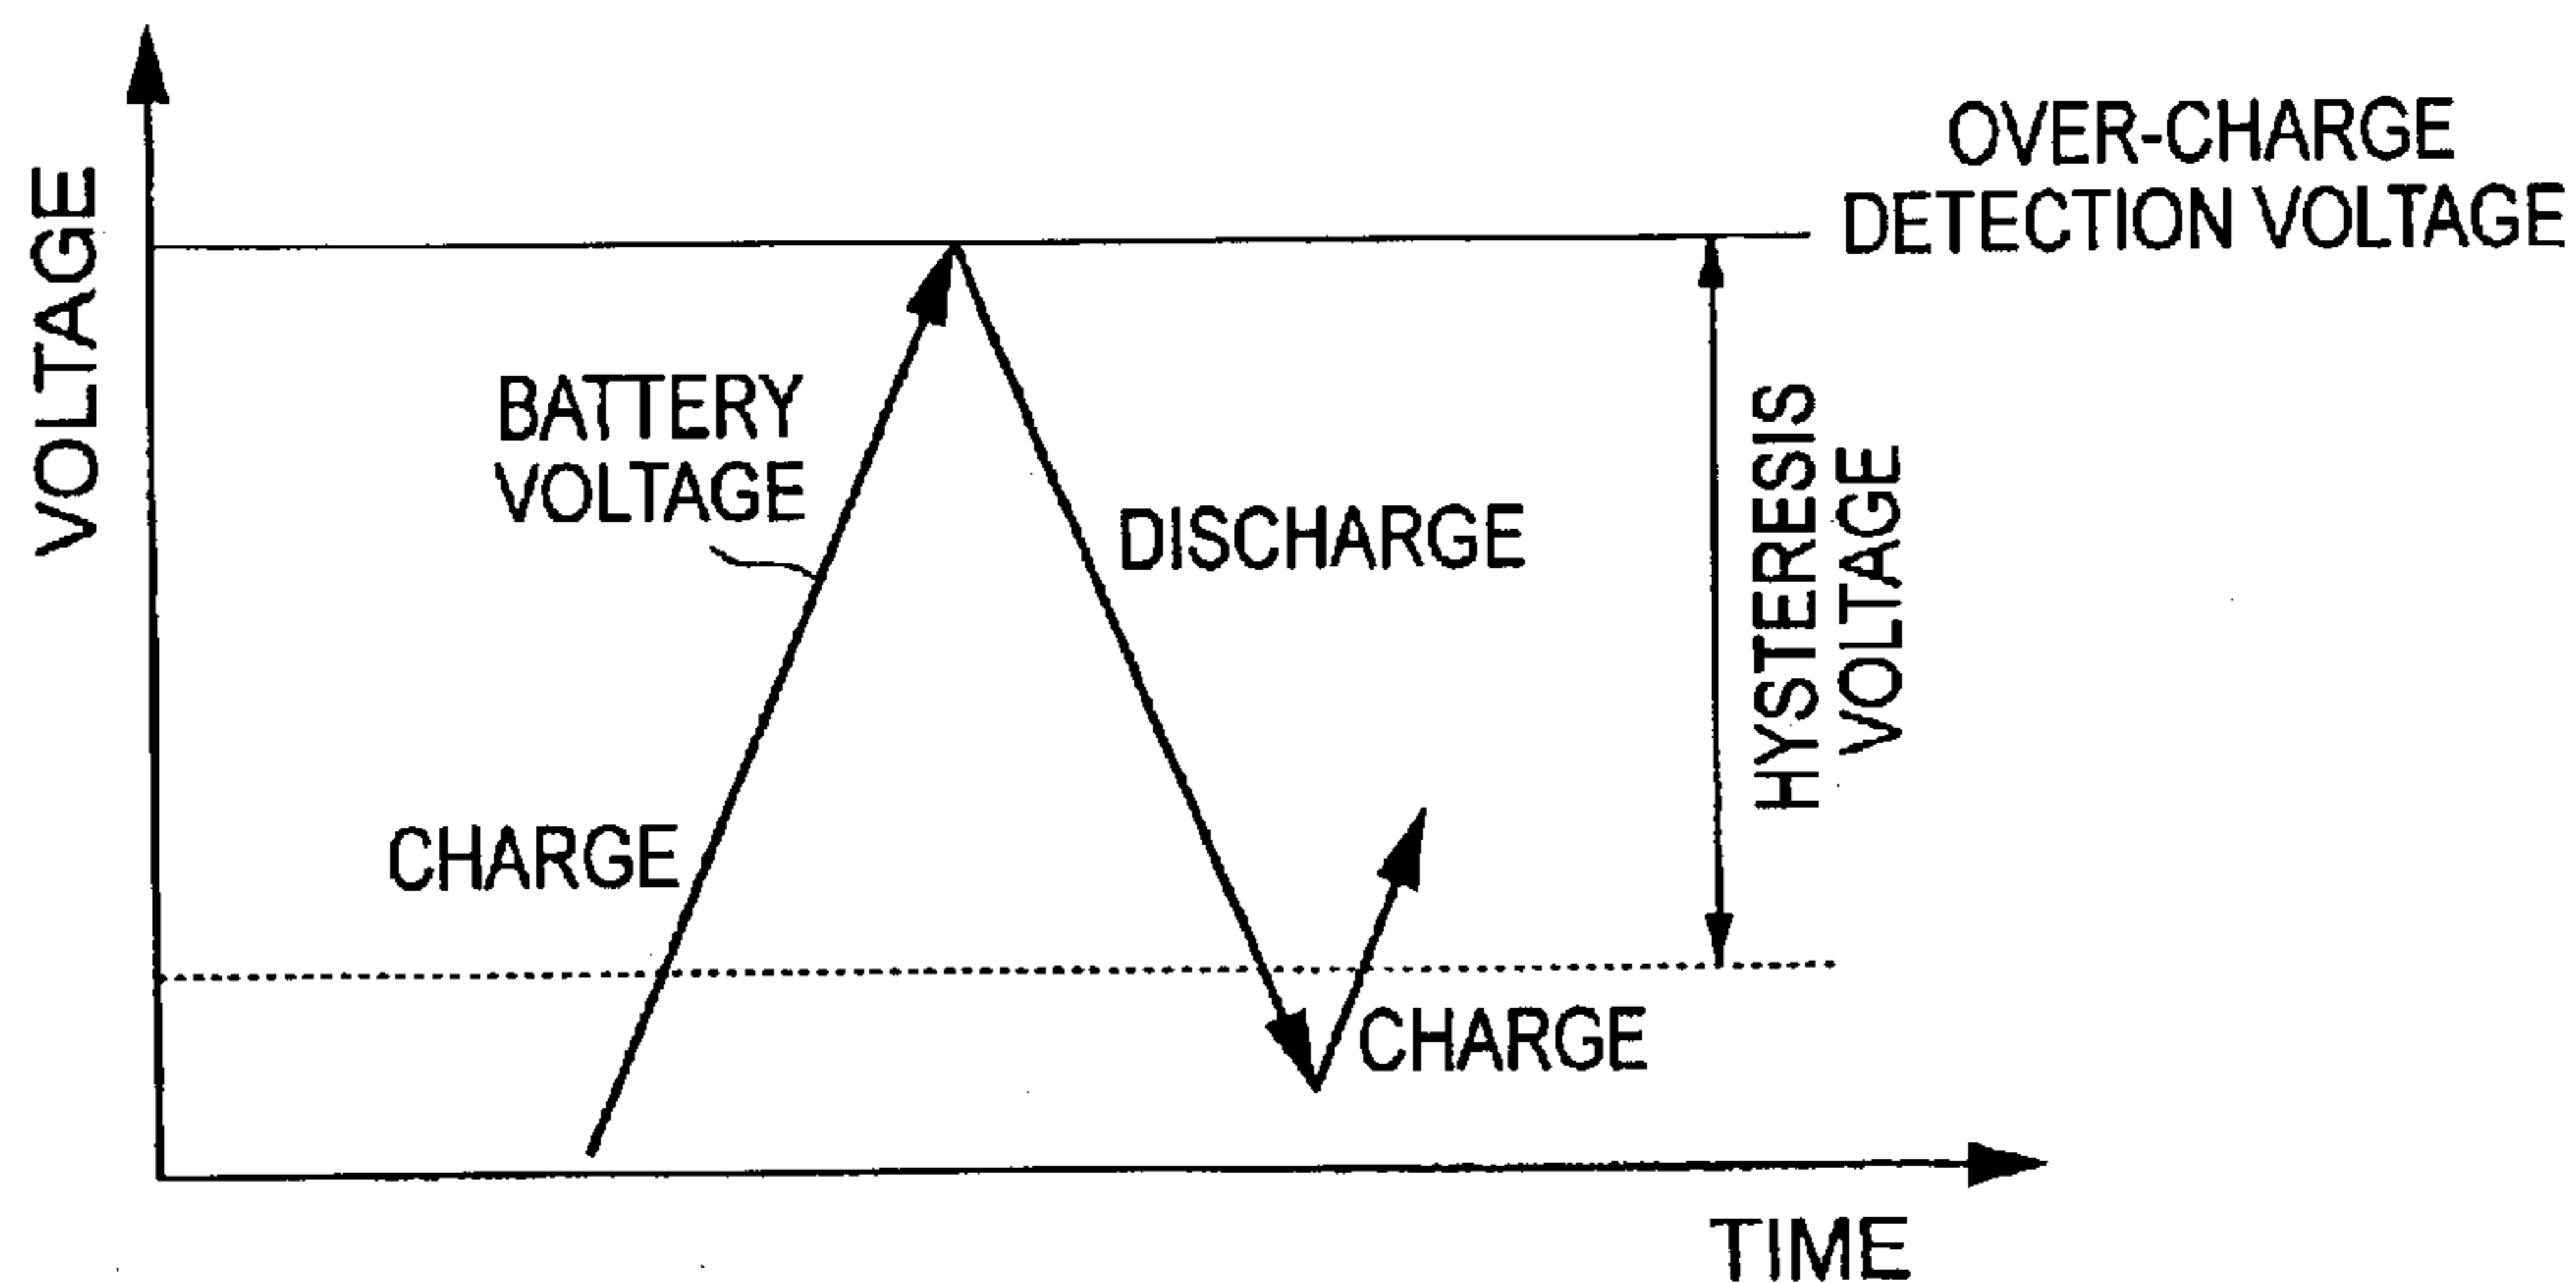 VOLTAGE
OVER-CHARGE
DETECTION VOLTAGE
BATTERY
VOLTAGE
DISCHARGE
HYSTERESIS
VOLTAGE
CHARGE
CHARGE
TIME